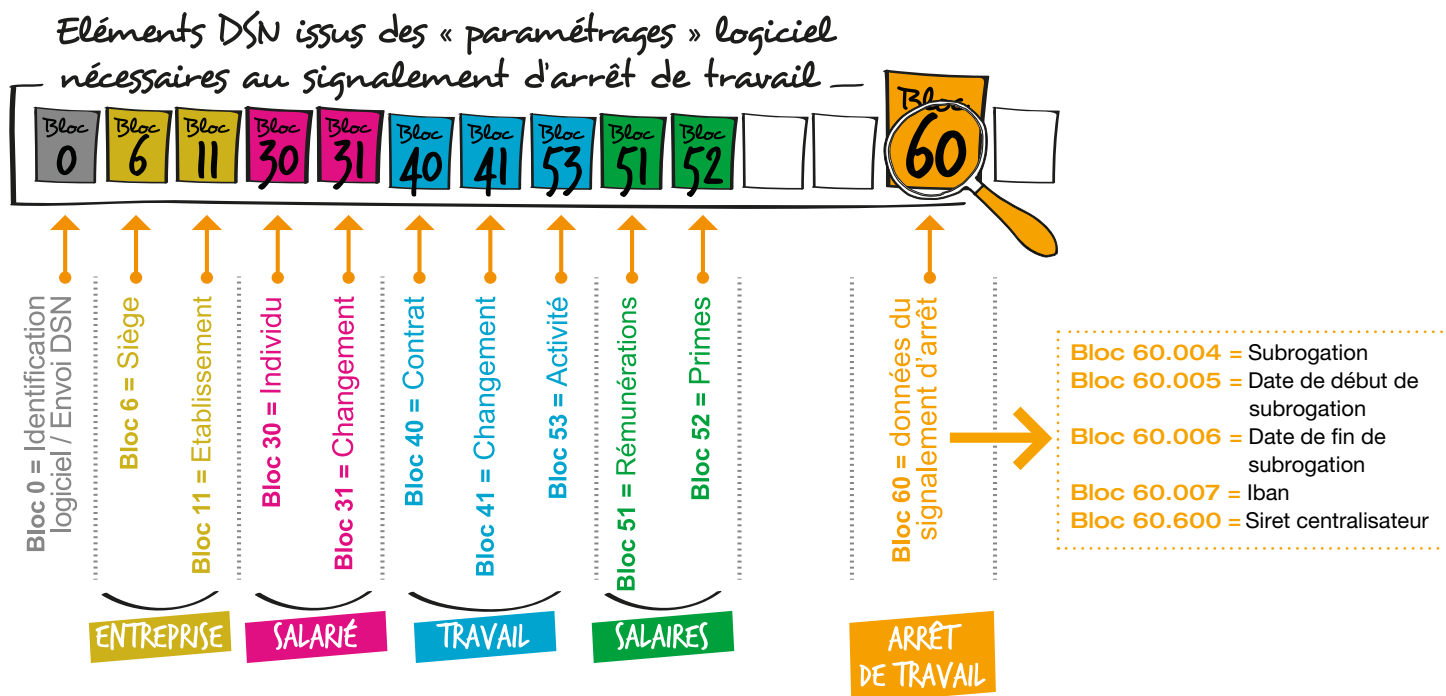 Eléments DSN issus des « paramétrages » logiciel
nécessaires au signalement d'arrêt de travail
Bloc
0
Bloc
6
Bloc
11
Bloc
30
Bloc
31
Bloc
40
Bloc
41
Bloc
53
Bloc
51
Bloc
52
Bloc
60
Bloc 0 = Identification
logiciel / Envoi DSN
Bloc 6 = Siège
Bloc 11 = Etablissement
Bloc 30 = Individu
Bloc 31 = Changement
Bloc 40 = Contrat
Bloc 41 = Changement
Bloc 53 = Activité
Bloc 51 = Rémunérations
Bloc 52 = Primes
Bloc 60 = données du
signalement d'arrêt
Bloc 60.004 = Subrogation
Bloc 60.005 = Date de début de
subrogation
Bloc 60.006 = Date de fin de
subrogation
Bloc 60.007 = Iban
Bloc 60.600 = Siret centralisateur
ENTREPRISE
SALARIÉ
TRAVAIL
SALAIRES
ARRÊT
DE TRAVAIL